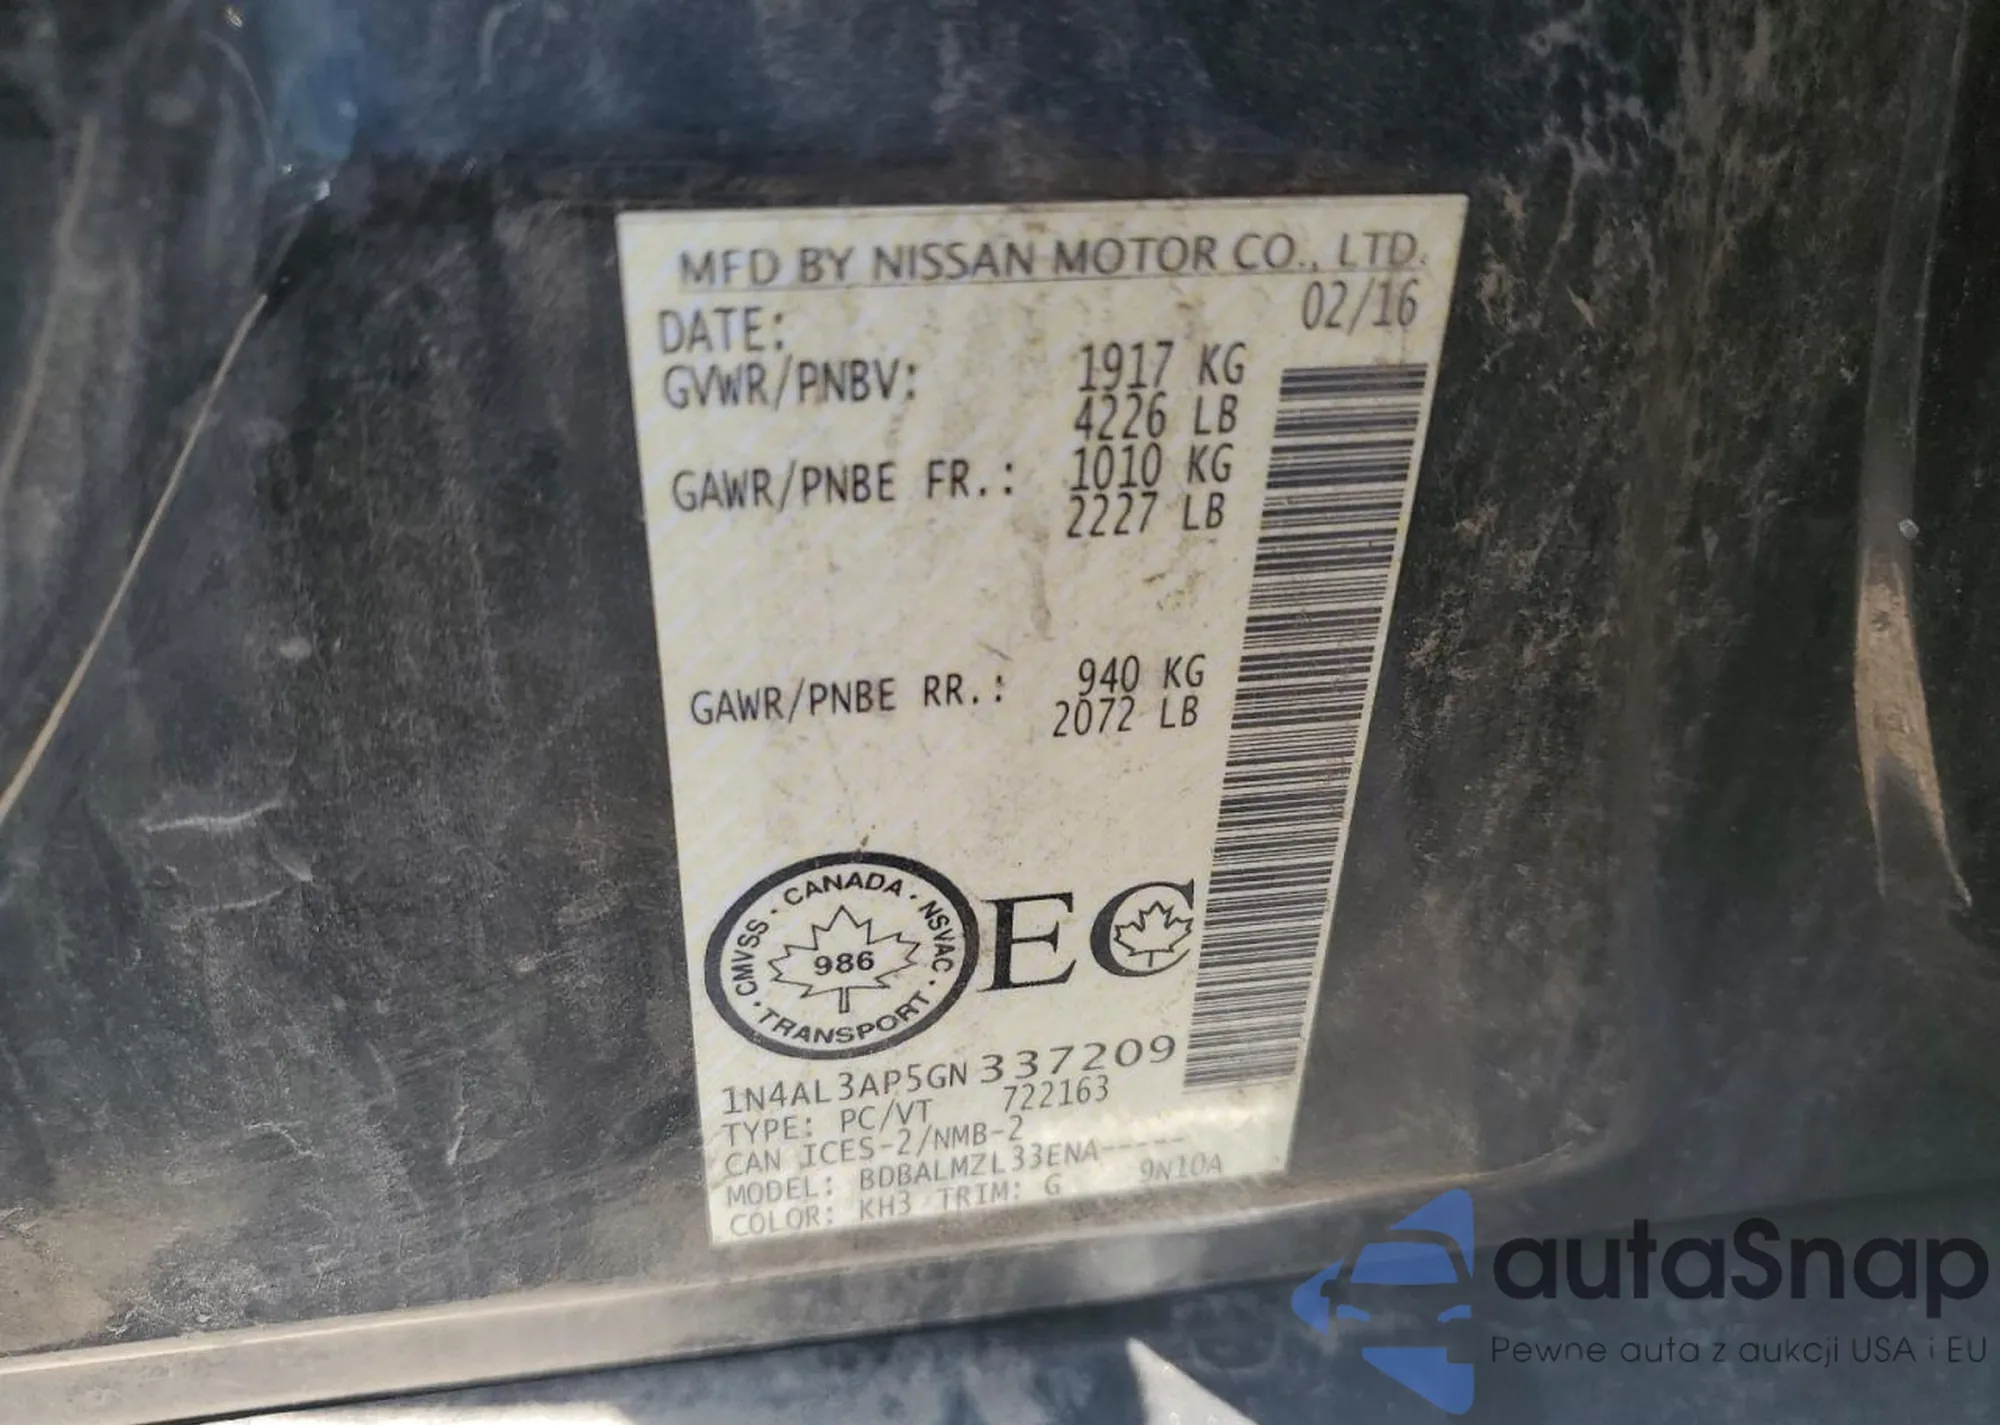 MFD BY NISSAN MOTOR CO., LTD.
DATE: 02/16
GVWR/PNBV: 1917 KG
4226 LB
GAWR/PNBE FR.: 1010 KG
2227 LB
GAWR/PNBE RR.: 940 KG
2072 LB
CMVSS · CANADA · NSVAC · TRANSPORT ·
986
EC
1N4AL3AP5GN337209
TYPE: PC/VT 722163
CAN ICES-2/NMB-2
MODEL: BDBALMZL33ENA-----
COLOR: KH3 TRIM: G 9N10A
autaSnap
Pewne auta z aukcji USA i EU